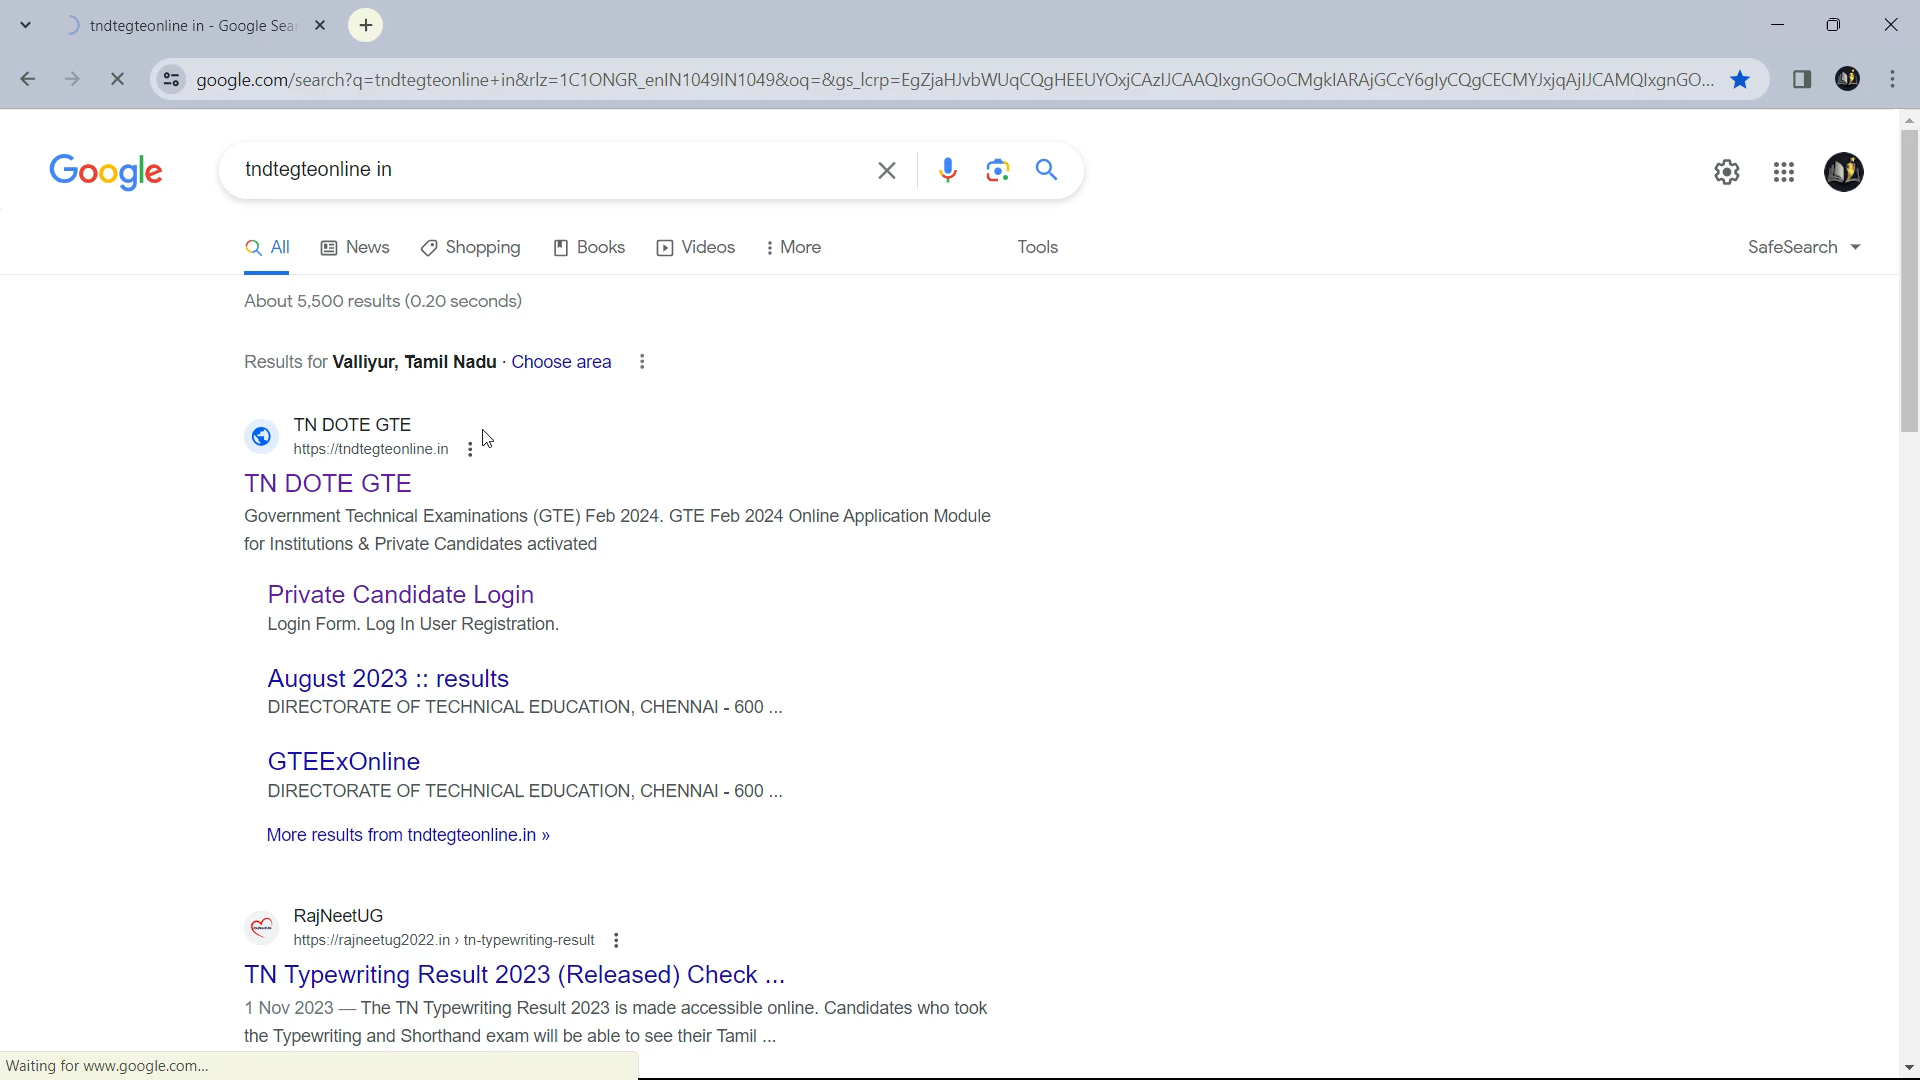 tndtegteonline in - Google Sear
google.com/search?q=tndtegteonline+in&rlz=1C1ONGR_enIN1049IN1049&oq=&gs_lcrp=EgZjaHJvbWUqCQgHEEUYOxjCAzIJCAAQIxgnGOoCMgkIARAjGCcY6gIyCQgCECMYJxjqAjIJCAMQIxgnGO...
Google
tndtegteonline in
All News Shopping Books Videos More Tools SafeSearch
About 5,500 results (0.20 seconds)
Results for Valliyur, Tamil Nadu · Choose area
TN DOTE GTE
https://tndtegteonline.in
TN DOTE GTE
Government Technical Examinations (GTE) Feb 2024. GTE Feb 2024 Online Application Module
for Institutions & Private Candidates activated
Private Candidate Login
Login Form. Log In User Registration.
August 2023 :: results
DIRECTORATE OF TECHNICAL EDUCATION, CHENNAI - 600 ...
GTEExOnline
DIRECTORATE OF TECHNICAL EDUCATION, CHENNAI - 600 ...
More results from tndtegteonline.in »
RajNeetUG
https://rajneetug2022.in › tn-typewriting-result
TN Typewriting Result 2023 (Released) Check ...
1 Nov 2023 — The TN Typewriting Result 2023 is made accessible online. Candidates who took
the Typewriting and Shorthand exam will be able to see their Tamil ...
Waiting for www.google.com...